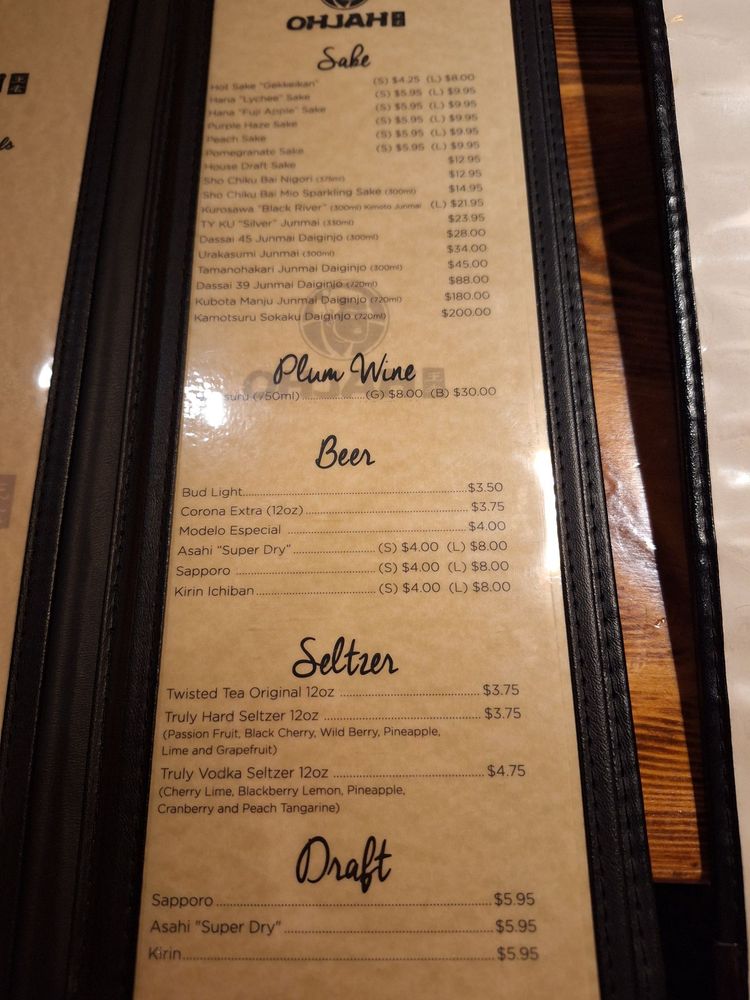 OHJAH
Sake
Hot Sake "Gekkeikan" (S) $4.25 (L) $8.00
Hana "Lychee" Sake (S) $5.95 (L) $9.95
Hana "Fuji Apple" Sake (S) $5.95 (L) $9.95
Purple Haze Sake (S) $5.95 (L) $9.95
Peach Sake (S) $5.95 (L) $9.95
Pomegranate Sake (S) $5.95 (L) $9.95
House Draft Sake $12.95
Sho Chiku Bai Nigori (375ml) $12.95
Sho Chiku Bai Mio Sparkling Sake (300ml) $14.95
Kurosawa "Black River" (300ml) Kimoto Junmai (L) $21.95
TY KU "Silver" Junmai (330ml) $23.95
Dassai 45 Junmai Daiginjo (300ml) $28.00
Urakasumi Junmai (300ml) $34.00
Tamanohakari Junmai Daiginjo (300ml) $45.00
Dassai 39 Junmai Daiginjo (720ml) $88.00
Kubota Manju Junmai Daiginjo (720ml) $180.00
Kamotsuru Sokaku Daiginjo (720ml) $200.00
Plum Wine
(750ml) (G) $8.00 (B) $30.00
Beer
Bud Light $3.50
Corona Extra (12oz) $3.75
Modelo Especial $4.00
Asahi "Super Dry" (S) $4.00 (L) $8.00
Sapporo (S) $4.00 (L) $8.00
Kirin Ichiban (S) $4.00 (L) $8.00
Seltzer
Twisted Tea Original 12oz $3.75
Truly Hard Seltzer 12oz $3.75
(Passion Fruit, Black Cherry, Wild Berry, Pineapple,
Lime and Grapefruit)
Truly Vodka Seltzer 12oz $4.75
(Cherry Lime, Blackberry Lemon, Pineapple,
Cranberry and Peach Tangarine)
Draft
Sapporo $5.95
Asahi "Super Dry" $5.95
Kirin $5.95